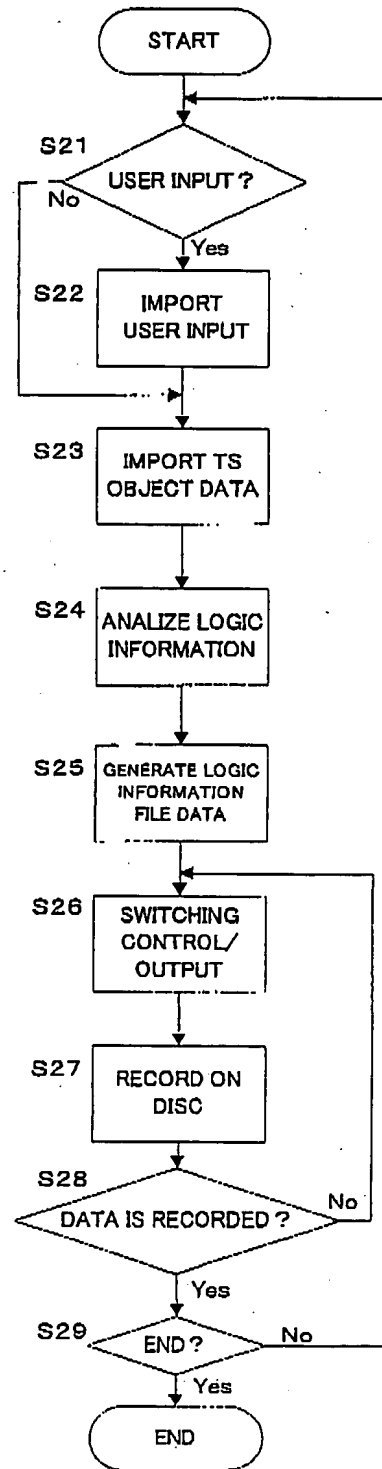 START
S21
USER INPUT ?
No
Yes
S22
IMPORT
USER INPUT
S23
IMPORT TS
OBJECT DATA
S24
ANALIZE LOGIC
INFORMATION
S25
GENERATE LOGIC
INFORMATION
FILE DATA
S26
SWITCHING
CONTROL/
OUTPUT
S27
RECORD ON
DISC
S28
DATA IS RECORDED ?
No
Yes
S29
END ?
No
Yes
END